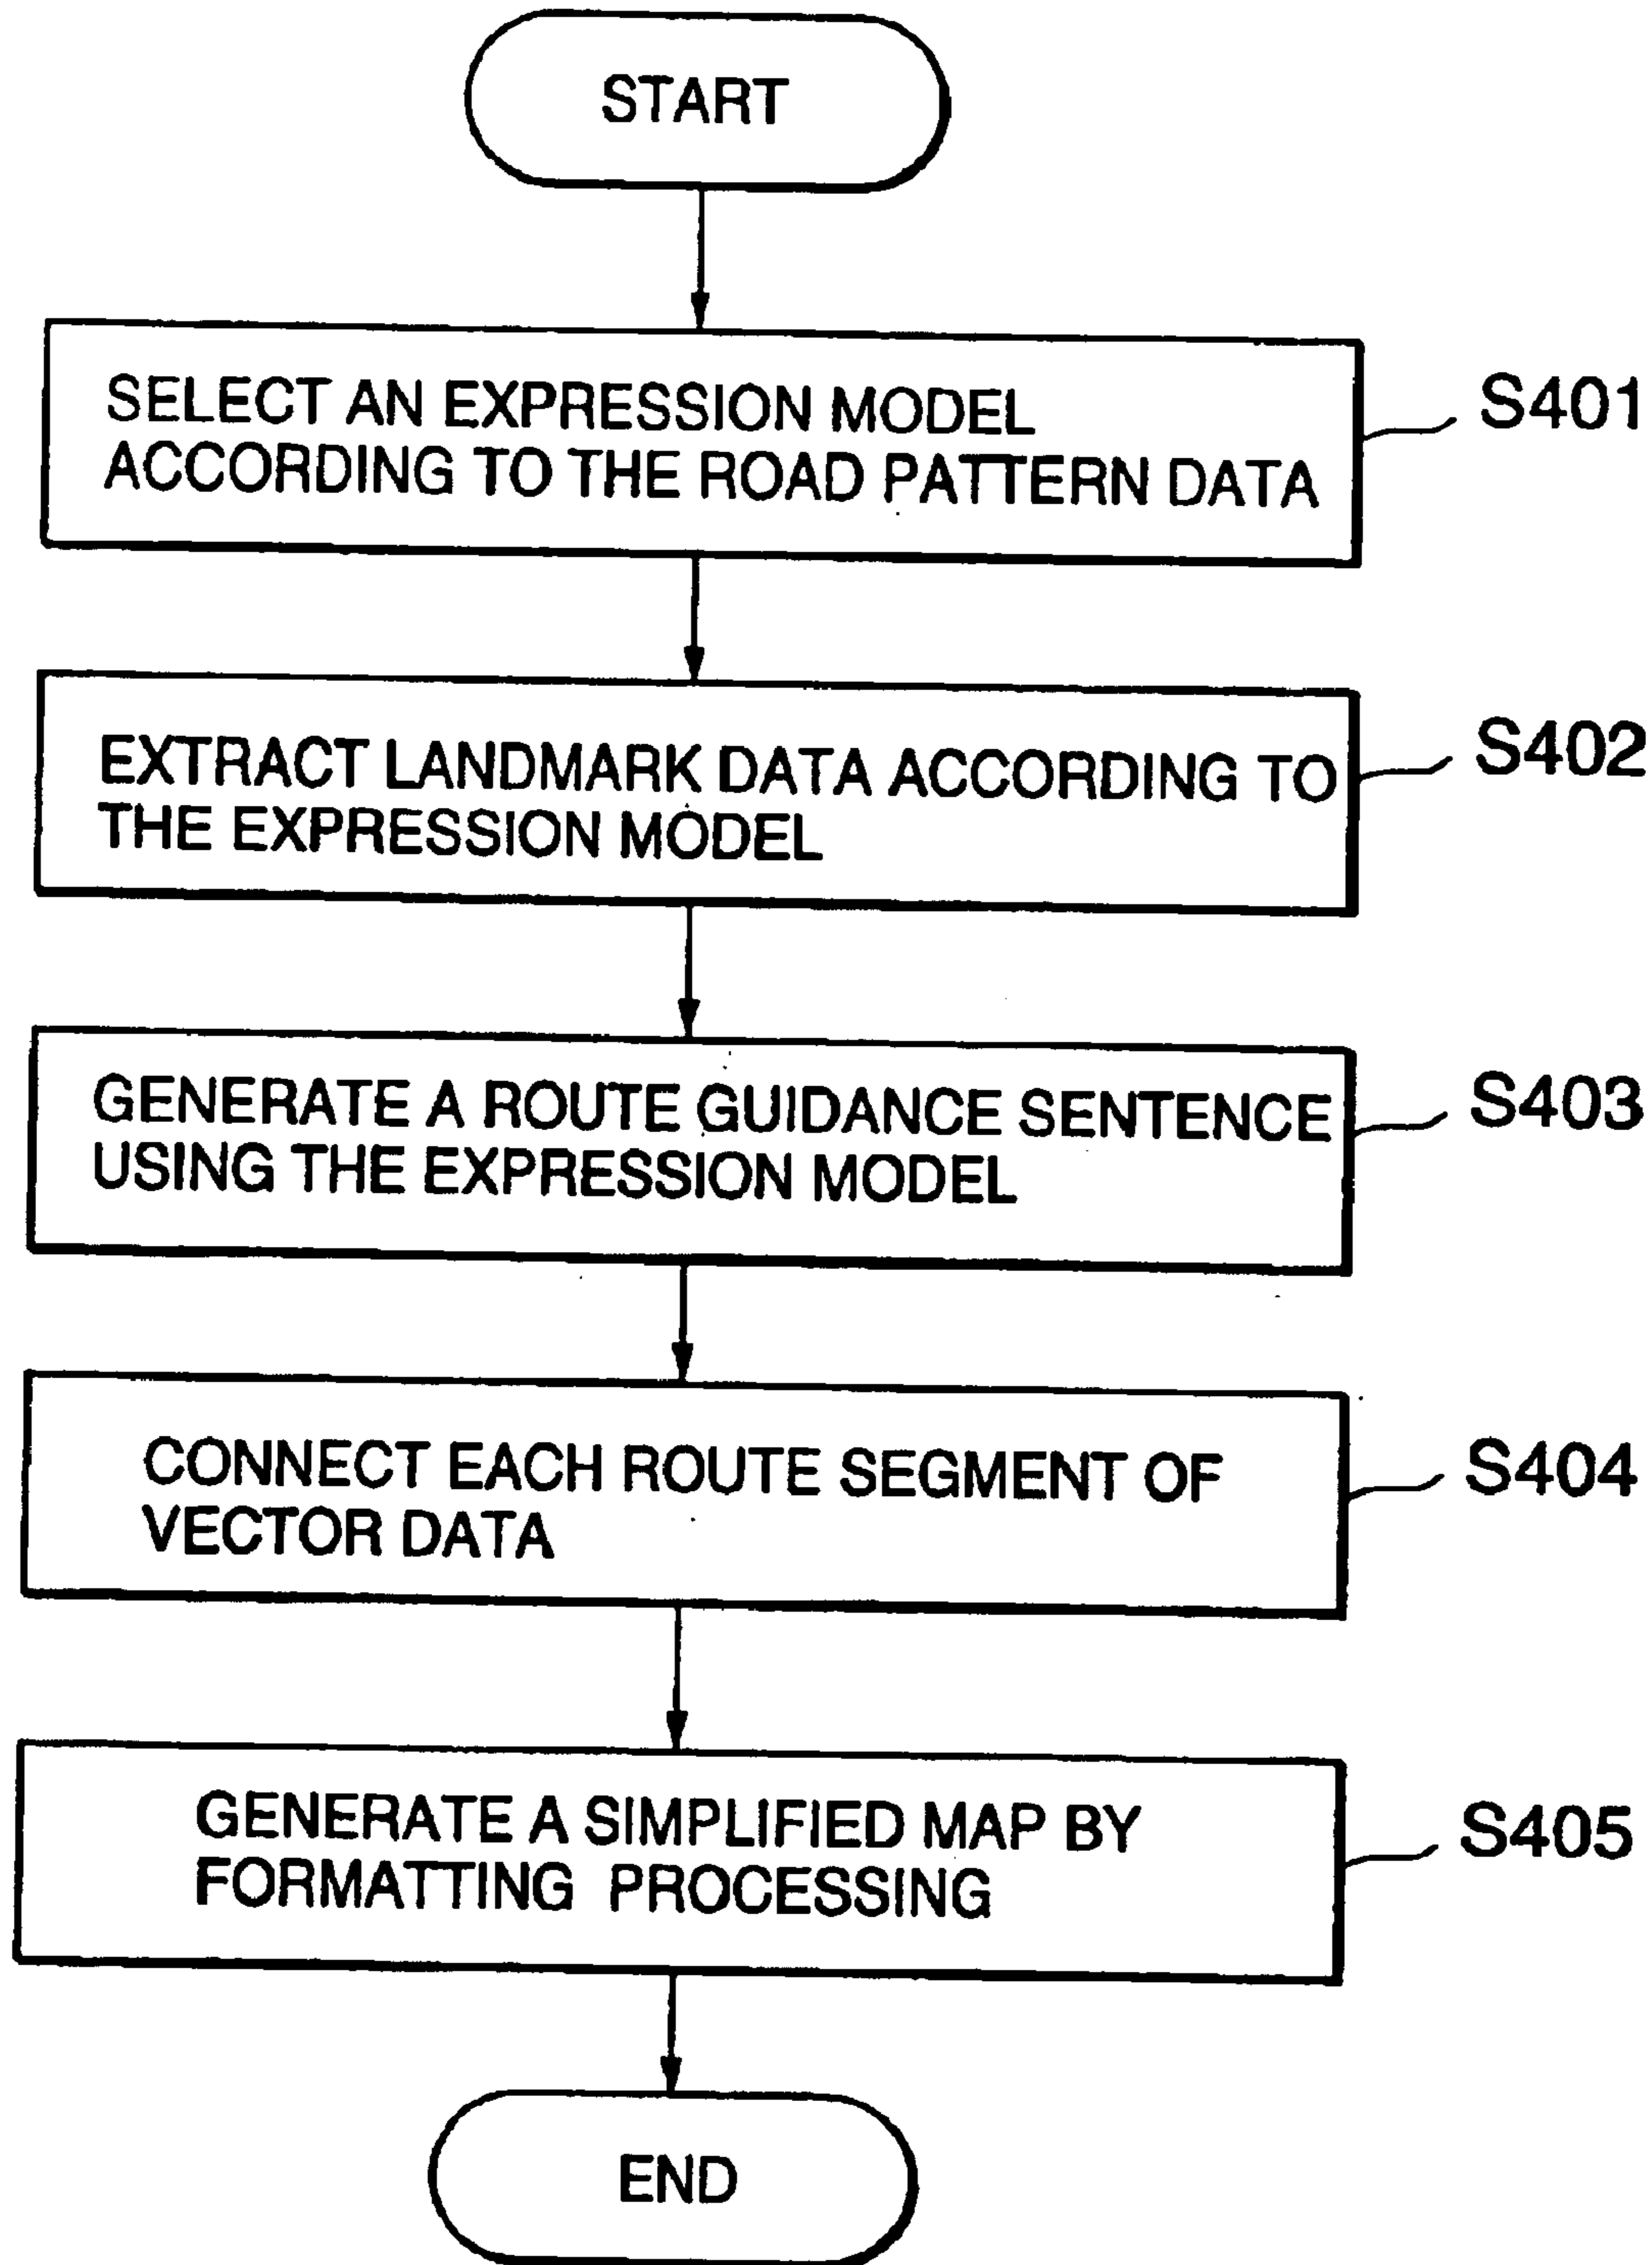 START
SELECT AN EXPRESSION MODEL
ACCORDING TO THE ROAD PATTERN DATA
S401
EXTRACT LANDMARK DATA ACCORDING TO
THE EXPRESSION MODEL
S402
GENERATE A ROUTE GUIDANCE SENTENCE
USING THE EXPRESSION MODEL
S403
CONNECT EACH ROUTE SEGMENT OF
VECTOR DATA
S404
GENERATE A SIMPLIFIED MAP BY
FORMATTING PROCESSING
S405
END